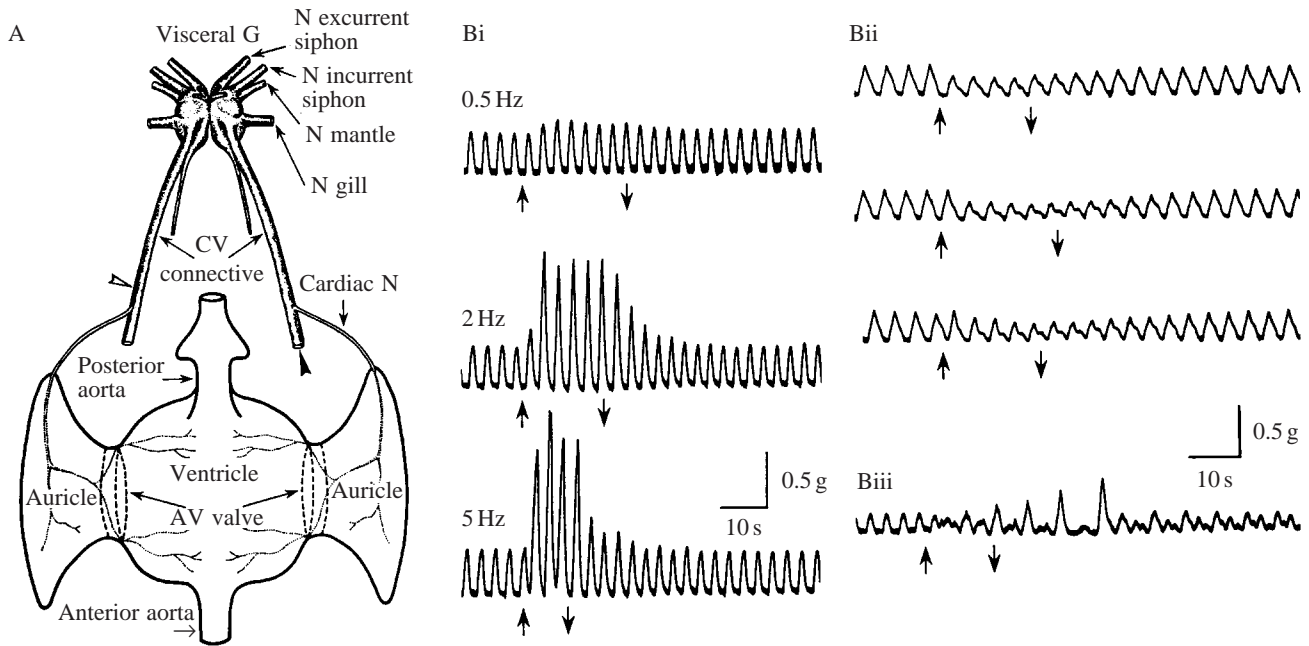 A
Visceral G
N excurrent
siphon
N incurrent
siphon
N mantle
N gill
CV
connective
Cardiac N
Posterior
aorta
Ventricle
Auricle
Auricle
AV valve
Anterior aorta
Bi
0.5 Hz
2 Hz
5 Hz
0.5 g
10 s
Bii
0.5 g
10 s
Biii